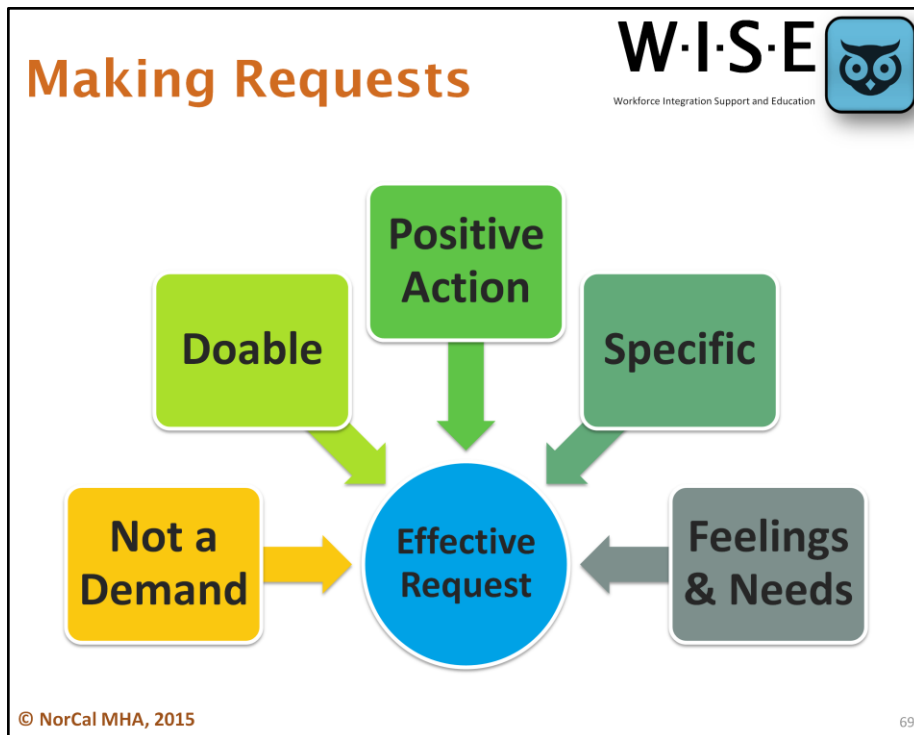 Making Requests
W·I·S·E
Workforce Integration Support and Education
Positive
Action
Doable
Specific
Not a
Demand
Effective
Request
Feelings
& Needs
© NorCal MHA, 2015
69